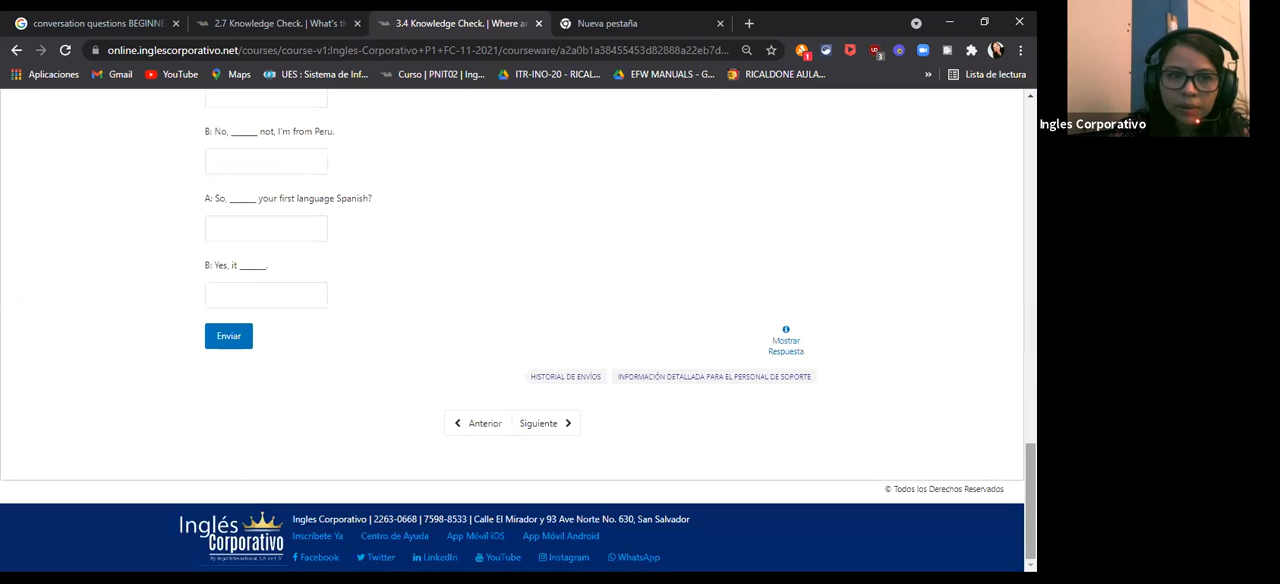 conversation questions BEGINNE
2.7 Knowledge Check. | What's th
3.4 Knowledge Check. | Where ar
Nueva pestaña
online.inglescorporativo.net/courses/course-v1:Ingles-Corporativo+P1+FC-11-2021/courseware/a2a0b1a38455453d82888a22eb7d...
Aplicaciones
Gmail
YouTube
Maps
UES : Sistema de Inf...
Curso | PNIT02 | Ing...
ITR-INO-20 - RICAL...
EFW MANUALS - G...
RICALDONE AULA...
»
Lista de lectura
Ingles Corporativo
B: No, ______ not, I'm from Peru.
A: So, ______ your first language Spanish?
B: Yes, it ______.
Enviar
Mostrar
Respuesta
HISTORIAL DE ENVÍOS
INFORMACIÓN DETALLADA PARA EL PERSONAL DE SOPORTE
Anterior
Siguiente
© Todos los Derechos Reservados
Inglés
Corporativo
Ingles Corporativo | 2263-0668 | 7598-8533 | Calle El Mirador y 93 Ave Norte No. 630, San Salvador
Inscríbete Ya
Centro de Ayuda
App Móvil iOS
App Móvil Android
Facebook
Twitter
LinkedIn
YouTube
Instagram
WhatsApp